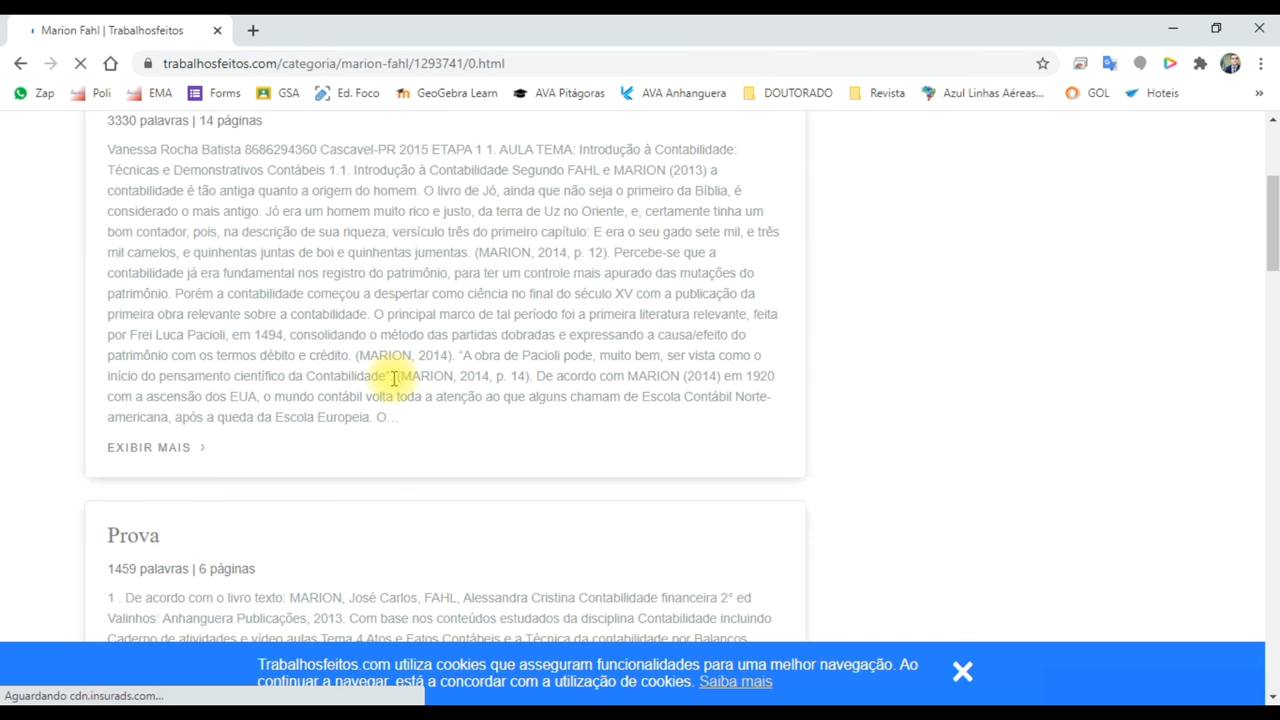 Marion Fahl | Trabalhosfeitos
trabalhosfeitos.com/categoria/marion-fahl/1293741/0.html
Zap Poli EMA Forms GSA Ed. Foco GeoGebra Learn AVA Pitágoras AVA Anhanguera DOUTORADO Revista Azul Linhas Aéreas... GOL Hoteis »
3330 palavras | 14 páginas
Vanessa Rocha Batista 8686294360 Cascavel-PR 2015 ETAPA 1 1. AULA TEMA: Introdução à Contabilidade:
Técnicas e Demonstrativos Contábeis 1.1. Introdução à Contabilidade Segundo FAHL e MARION (2013) a
contabilidade é tão antiga quanto a origem do homem. O livro de Jó, ainda que não seja o primeiro da Bíblia, é
considerado o mais antigo. Jó era um homem muito rico e justo, da terra de Uz no Oriente, e, certamente tinha um
bom contador, pois, na descrição de sua riqueza, versículo três do primeiro capítulo: E era o seu gado sete mil, e três
mil camelos, e quinhentas juntas de boi e quinhentas jumentas. (MARION, 2014, p. 12). Percebe-se que a
contabilidade já era fundamental nos registro do patrimônio, para ter um controle mais apurado das mutações do
patrimônio. Porém a contabilidade começou a despertar como ciência no final do século XV com a publicação da
primeira obra relevante sobre a contabilidade. O principal marco de tal período foi a primeira literatura relevante, feita
por Frei Luca Pacioli, em 1494, consolidando o método das partidas dobradas e expressando a causa/efeito do
patrimônio com os termos débito e crédito. (MARION, 2014). “A obra de Pacioli pode, muito bem, ser vista como o
início do pensamento científico da Contabilidade” (MARION, 2014, p. 14). De acordo com MARION (2014) em 1920
com a ascensão dos EUA, o mundo contábil volta toda a atenção ao que alguns chamam de Escola Contábil Norte-
americana, após a queda da Escola Europeia. O…
EXIBIR MAIS ›
Prova
1459 palavras | 6 páginas
1 . De acordo com o livro texto: MARION, José Carlos, FAHL, Alessandra Cristina Contabilidade financeira 2° ed
Valinhos: Anhanguera Publicações, 2013. Com base nos conteúdos estudados da disciplina Contabilidade incluindo
Caderno de atividades e vídeo aulas Tema 4 Atos e Fatos Contábeis e a Técnica da contabilidade por Balanços
Trabalhosfeitos.com utiliza cookies que asseguram funcionalidades para uma melhor navegação. Ao
continuar a navegar, está a concordar com a utilização de cookies. Saiba mais
Aguardando cdn.insurads.com...